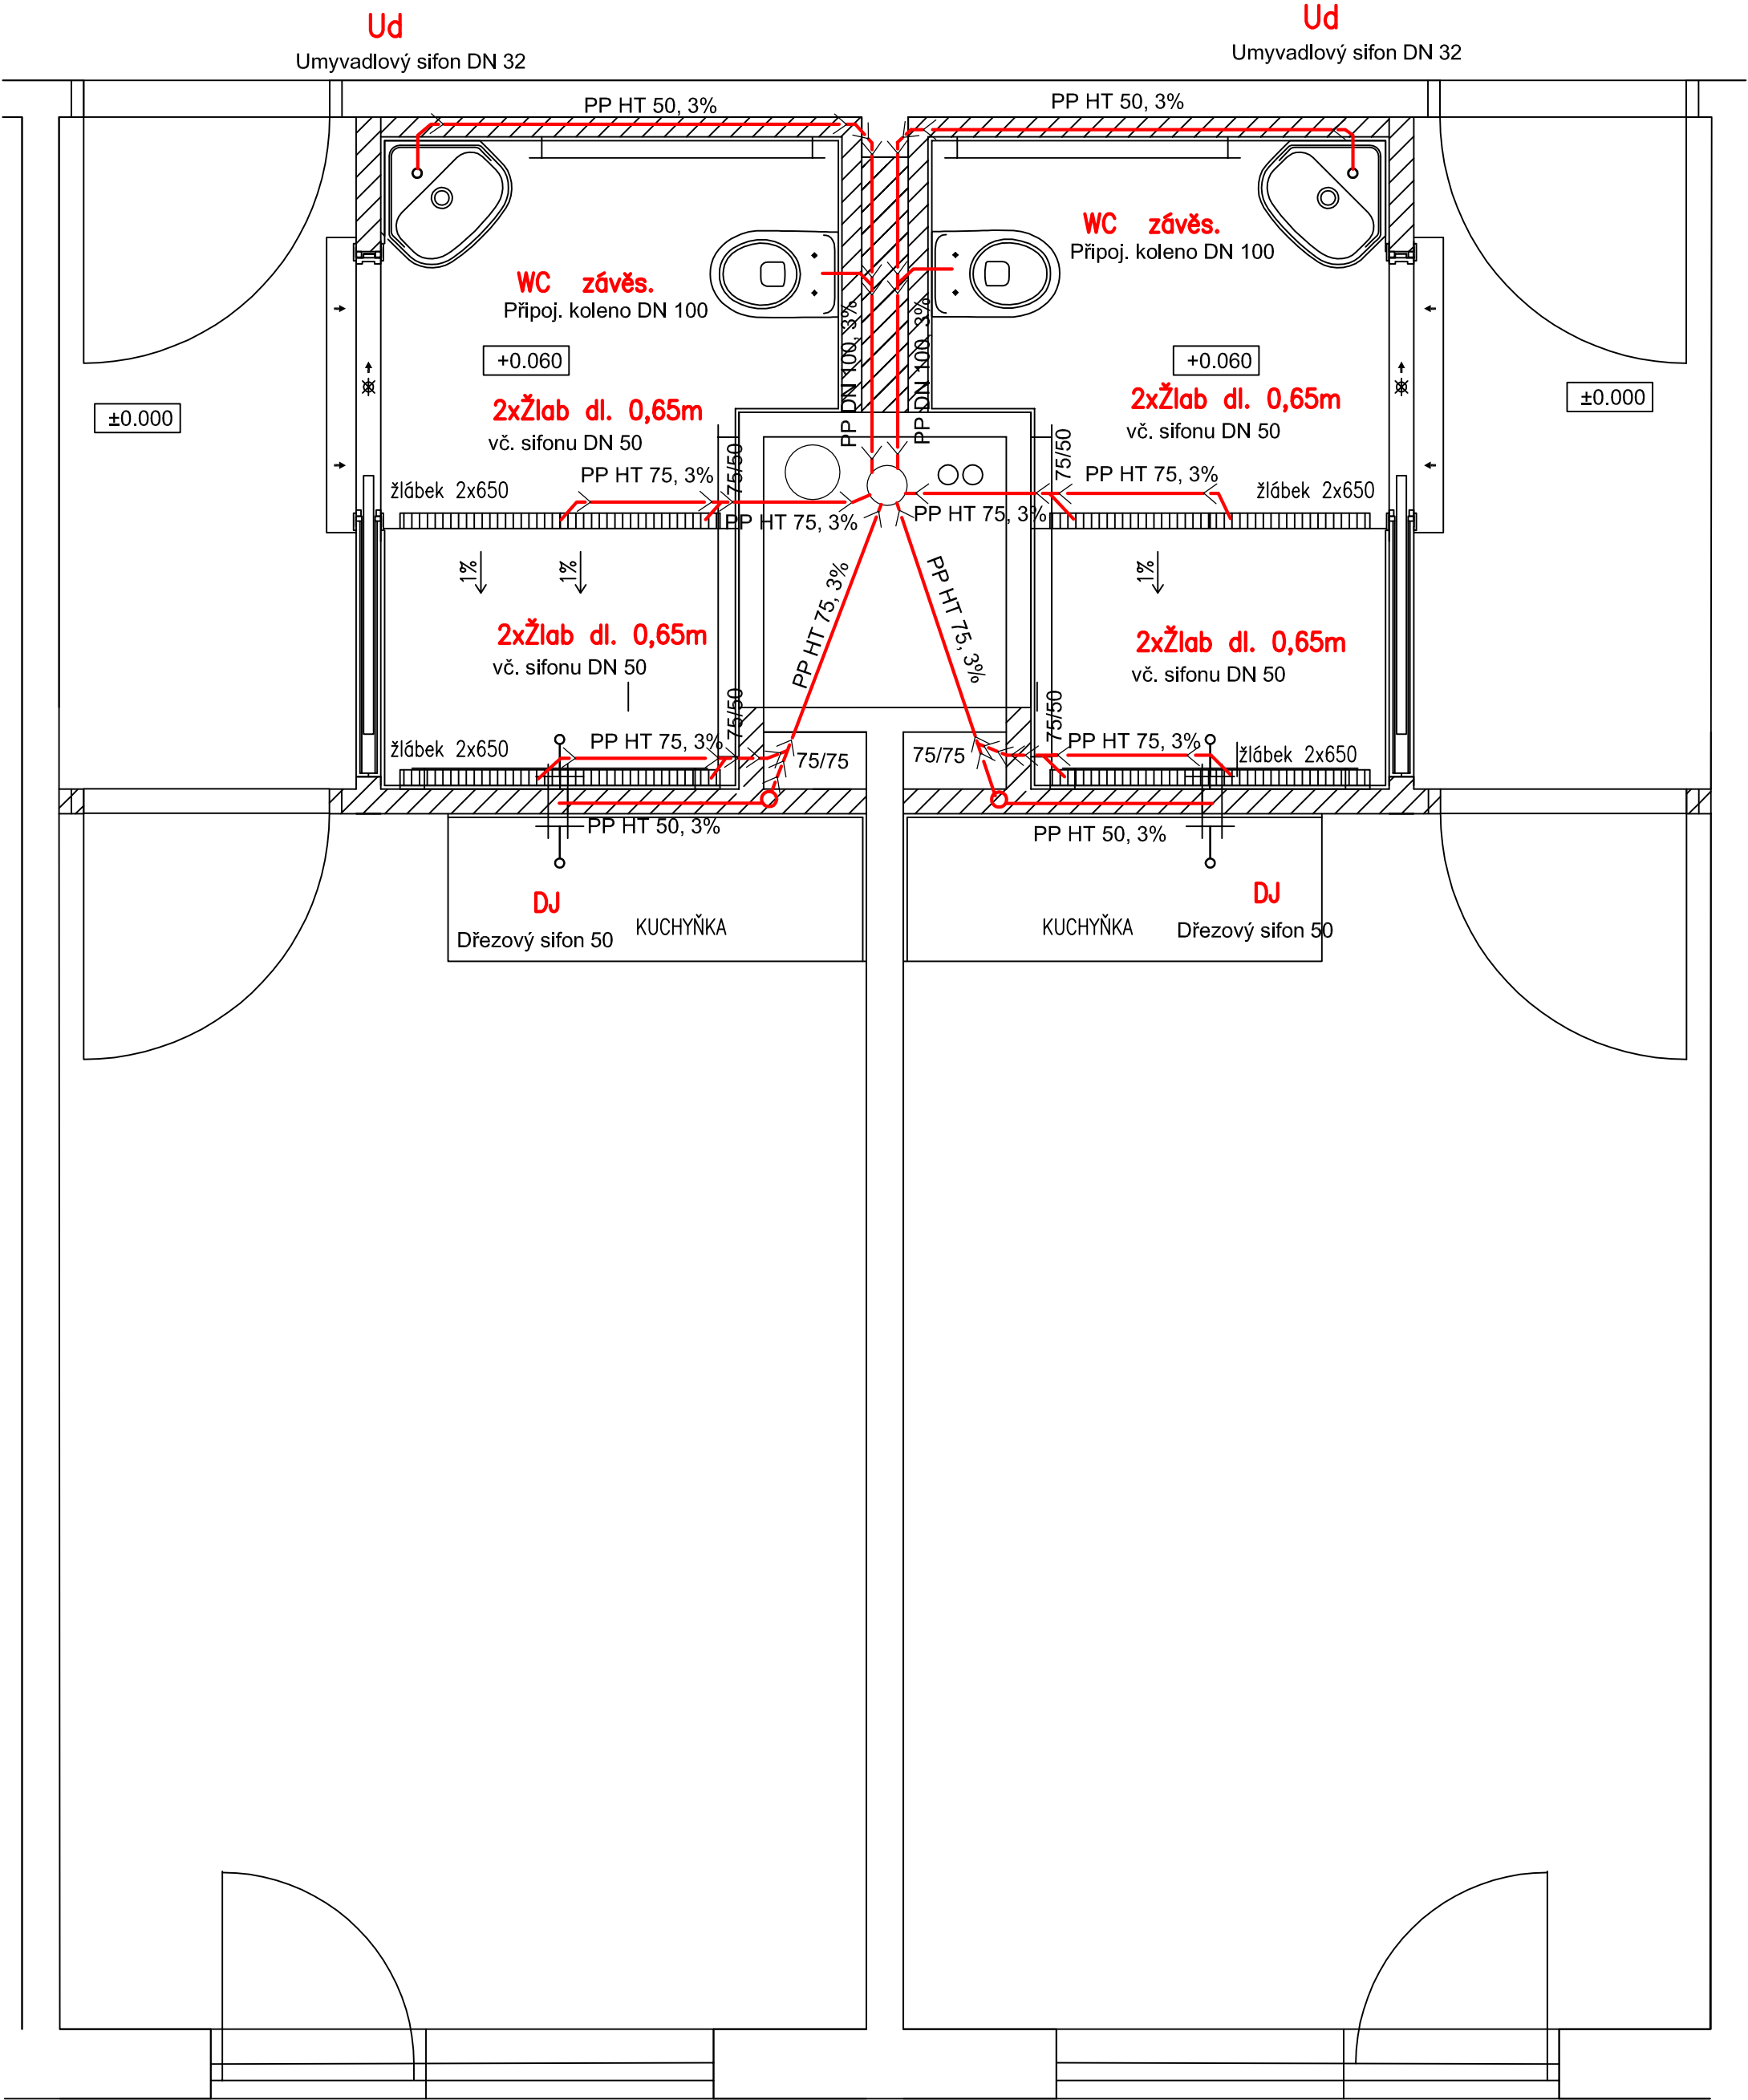 Ud
Ud
Umyvadlový sifon DN 32
Umyvadlový sifon DN 32
PP HT 50, 3%
PP HT 50, 3%
WC závěs.
Připoj. koleno DN 100
WC závěs.
Připoj. koleno DN 100
PP DN 100, 3%
PP DN 100, 3%
+0.060
+0.060
±0.000
±0.000
2xŽlab dl. 0,65m
vč. sifonu DN 50
2xŽlab dl. 0,65m
vč. sifonu DN 50
75/50
75/50
PP HT 75, 3%
PP HT 75, 3%
žlábek 2x650
žlábek 2x650
PP HT 75, 3%
PP HT 75, 3%
1%
1%
1%
PP HT 75, 3%
PP HT 75, 3%
2xŽlab dl. 0,65m
vč. sifonu DN 50
2xŽlab dl. 0,65m
vč. sifonu DN 50
75/50
75/50
žlábek 2x650
PP HT 75, 3%
75/75
75/75
PP HT 75, 3%
žlábek 2x650
PP HT 50, 3%
PP HT 50, 3%
DJ
DJ
Dřezový sifon 50
KUCHYŇKA
KUCHYŇKA
Dřezový sifon 50